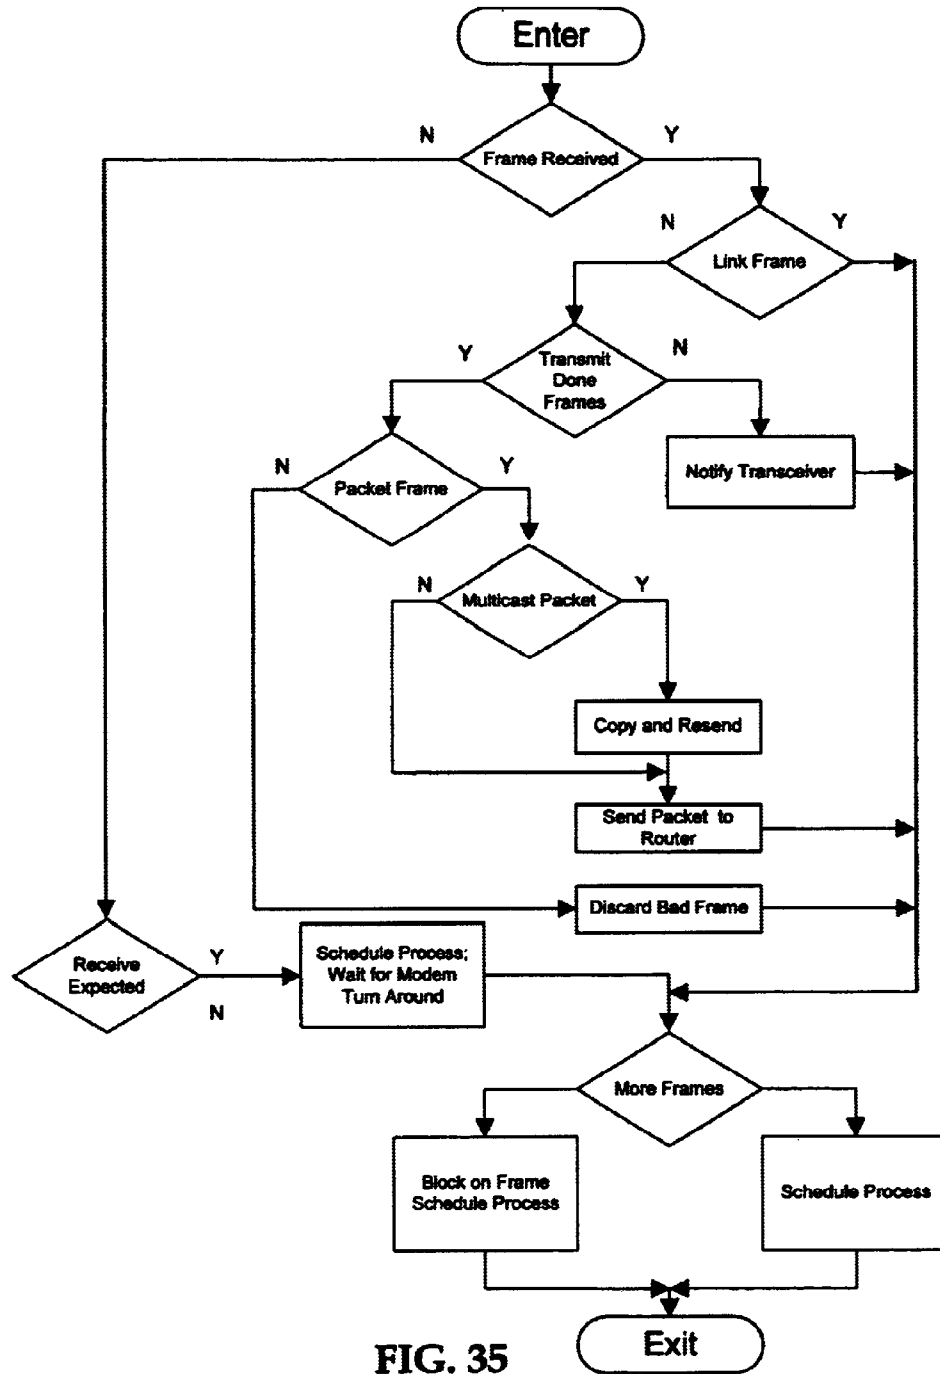 Enter
N
Y
Frame Received
N
Y
Link Frame
Y
N
Transmit
Done
Frames
N
Y
Packet Frame
Notify Transceiver
N
Y
Multicast Packet
Copy and Resend
Send Packet to
Router
Discard Bad Frame
Receive
Expected
Y
N
Schedule Process;
Wait for Modem
Turn Around
More Frames
Block on Frame
Schedule Process
Schedule Process
Exit
FIG. 35